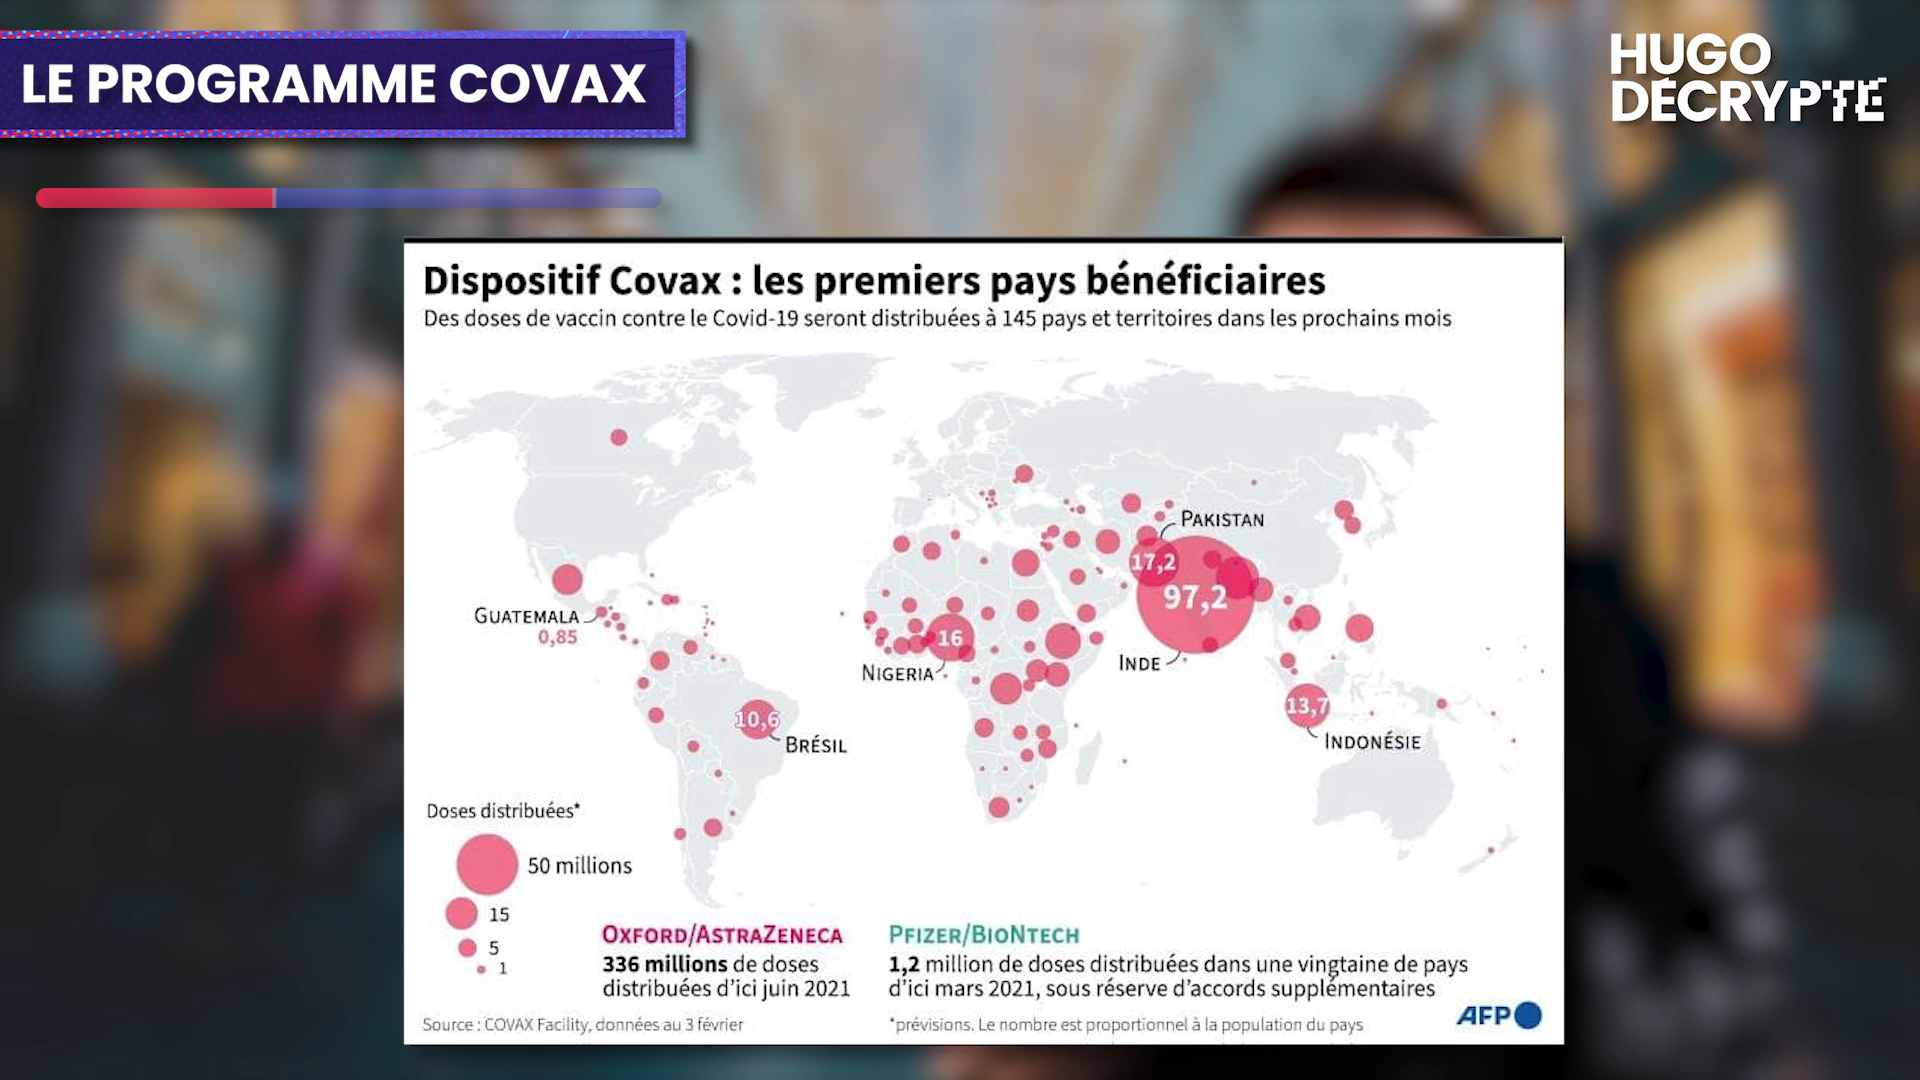 LE PROGRAMME COVAX
HUGO
DÉCRYPTE
Dispositif Covax : les premiers pays bénéficiaires
Des doses de vaccin contre le Covid-19 seront distribuées à 145 pays et territoires dans les prochains mois
PAKISTAN
17,2
97,2
GUATEMALA
0,85
16
NIGERIA
INDE
10,6
BRÉSIL
13,7
INDONÉSIE
Doses distribuées*
50 millions
15
5
1
OXFORD/ASTRAZENECA
336 millions de doses
distribuées d'ici juin 2021
PFIZER/BIONTECH
1,2 million de doses distribuées dans une vingtaine de pays
d'ici mars 2021, sous réserve d'accords supplémentaires
Source : COVAX Facility, données au 3 février
*prévisions. Le nombre est proportionnel à la population du pays
AFP